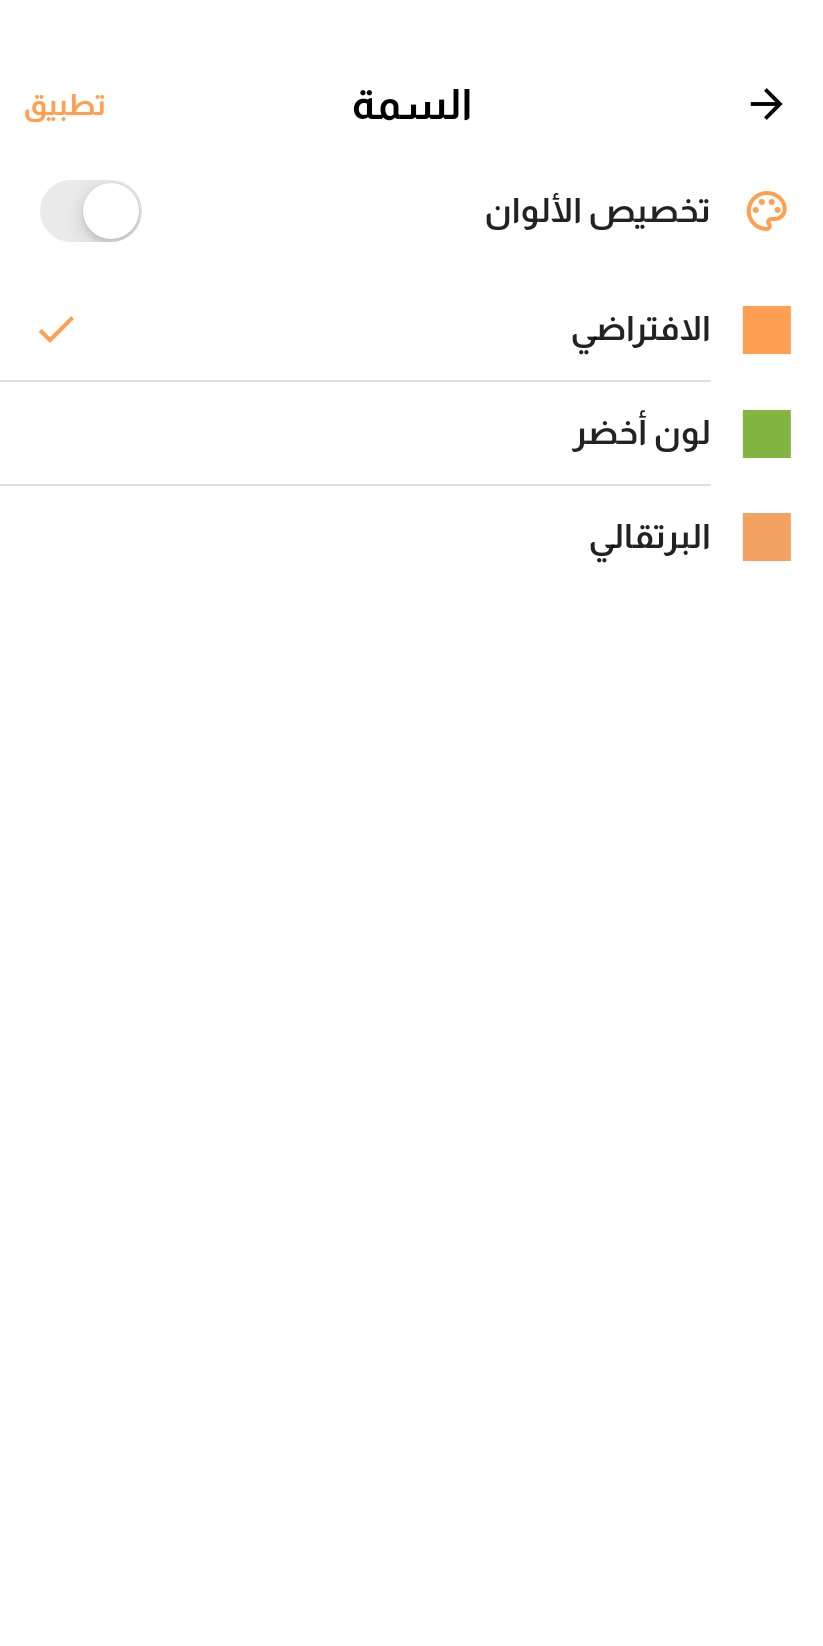 السمة
تطبيق
تخصيص الألوان
الافتراضي
لون أخضر
البرتقالي